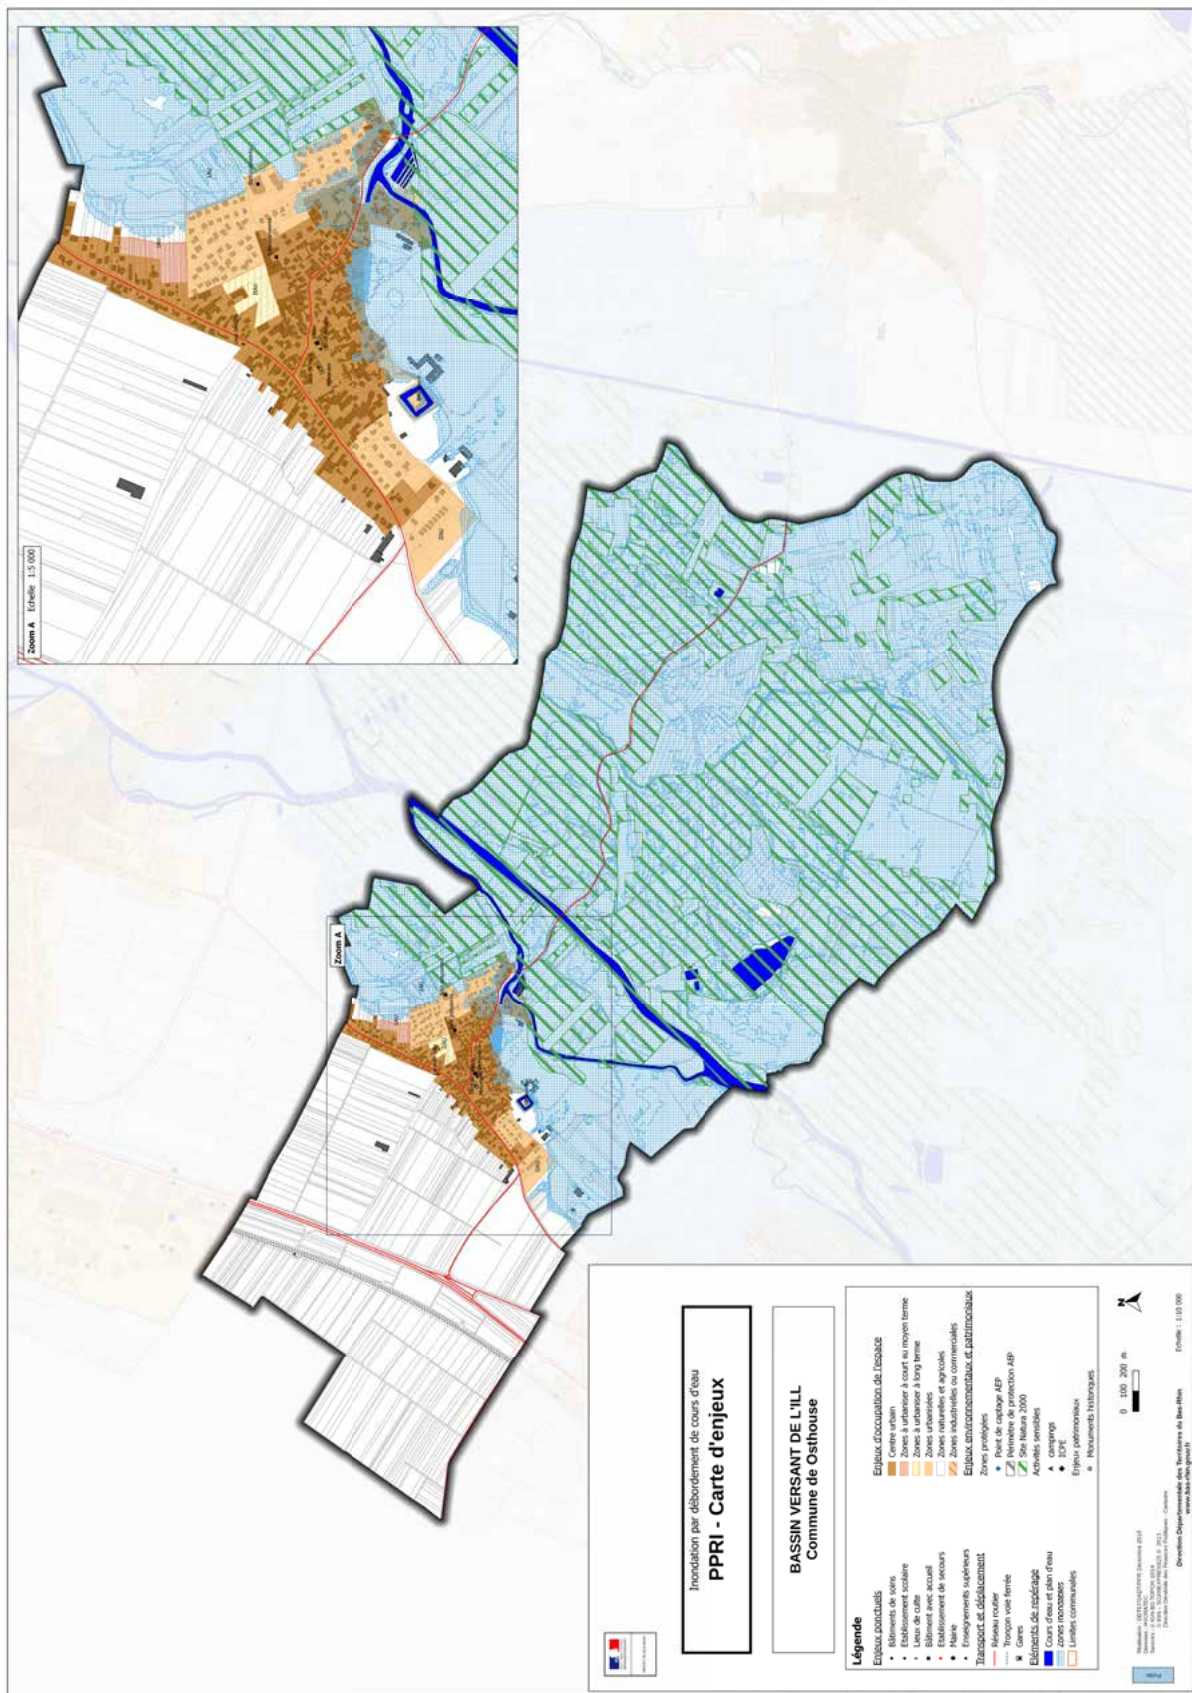 Zoom A Echelle 1:5 000
Zoom A
Inondation par débordement de cours d'eau
PPRI - Carte d'enjeux
BASSIN VERSANT DE L'ILL
Commune de Osthouse
Légende
Enjeux ponctuels
Bâtiments de soins
Etablissement scolaire
Lieux de culte
Bâtiment avec accueil
Etablissement de secours
Mairie
Enseignements supérieurs
Transport et déplacement
Réseau routier
Tronçon voie ferrée
Gares
Eléments de repérage
Cours d'eau et plan d'eau
Zones inondables
Limites communales
Enjeux d'occupation de l'espace
Centre urbain
Zones à urbaniser à court ou moyen terme
Zones à urbaniser à long terme
Zones urbanisées
Zones naturelles et agricoles
Zones industrielles ou commerciales
Enjeux environnementaux et patrimoniaux
Zones protégées
Point de captage AEP
Périmètre de protection AEP
Site Natura 2000
Activités sensibles
campings
ICPE
Enjeux patrimoniaux
Monuments historiques
N
0 100 200 m
Echelle : 1:10 000
Direction Départementale des Territoires du Bas-Rhin
www.bas-rhin.gouv.fr